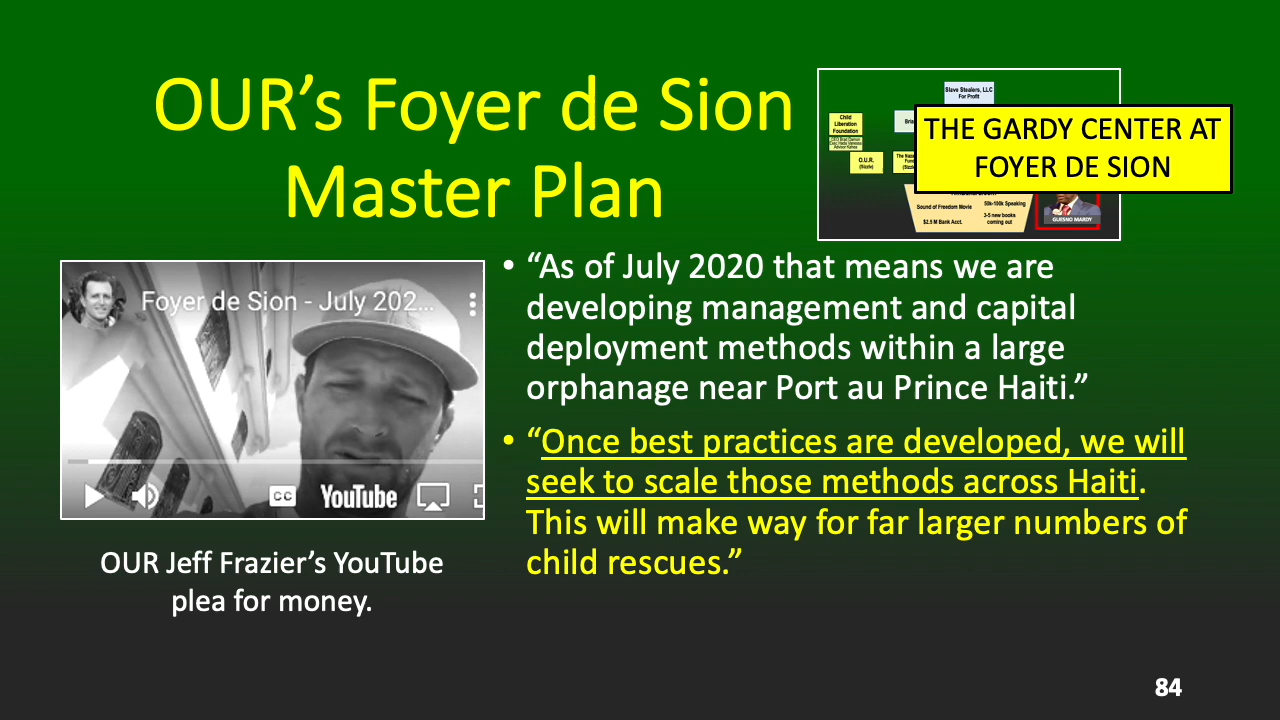 OUR’s Foyer de Sion
Master Plan
Slave Stealers, LLC
For Profit
Child
Liberation
Foundation
O.U.R.
(Sizzle)
THE GARDY CENTER AT
FOYER DE SION
Sound of Freedom Movie
50k-100k Speaking
$2.5 M Bank Acct.
3-5 new books
coming out
GUESNO MARDY
Foyer de Sion - July 202...
CC
YouTube
OUR Jeff Frazier’s YouTube
plea for money.
• “As of July 2020 that means we are
developing management and capital
deployment methods within a large
orphanage near Port au Prince Haiti.”
• “Once best practices are developed, we will
seek to scale those methods across Haiti.
This will make way for far larger numbers of
child rescues.”
84